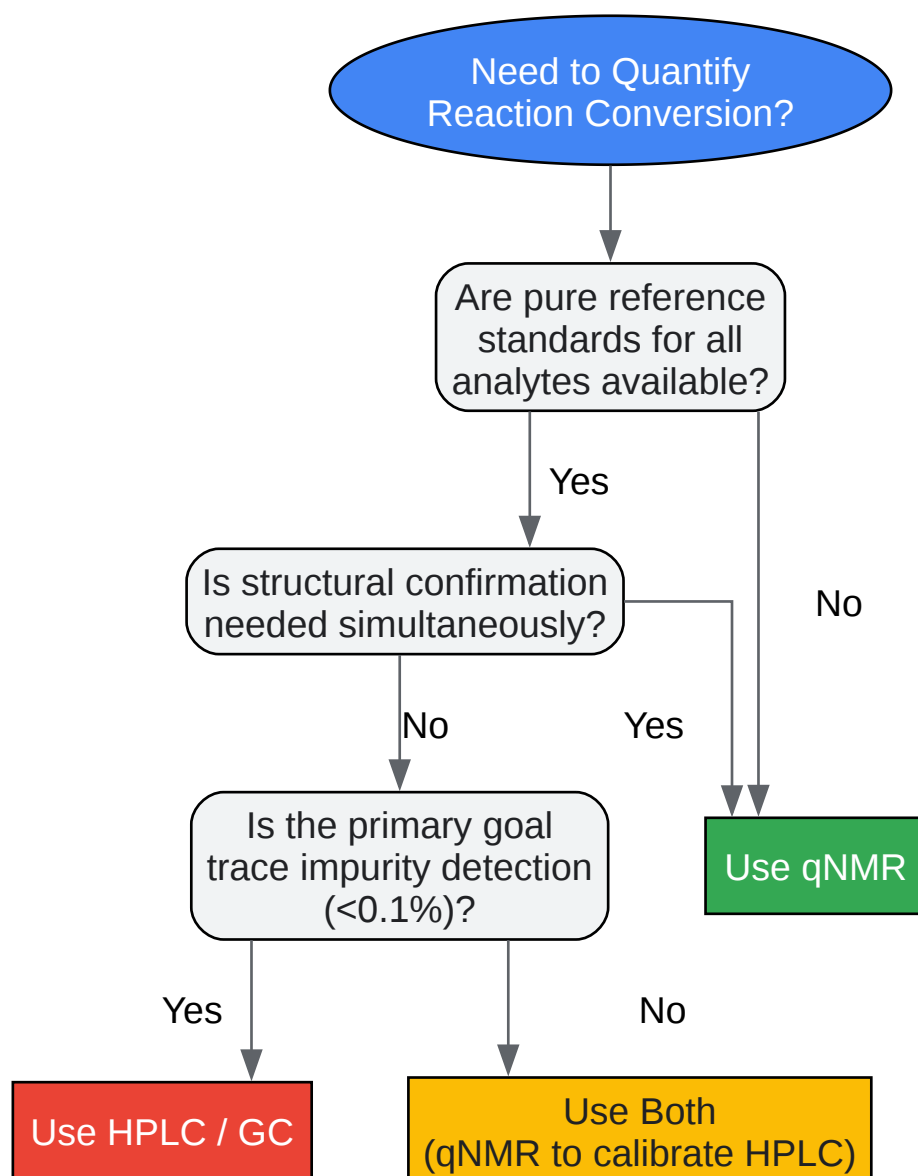 Need to Quantify
Reaction Conversion?
Are pure reference
standards for all
analytes available?
Yes
Is structural confirmation
needed simultaneously?
No
No
Yes
Is the primary goal
trace impurity detection
(<0.1%)?
Use qNMR
Yes
No
Use HPLC / GC
Use Both
(qNMR to calibrate HPLC)